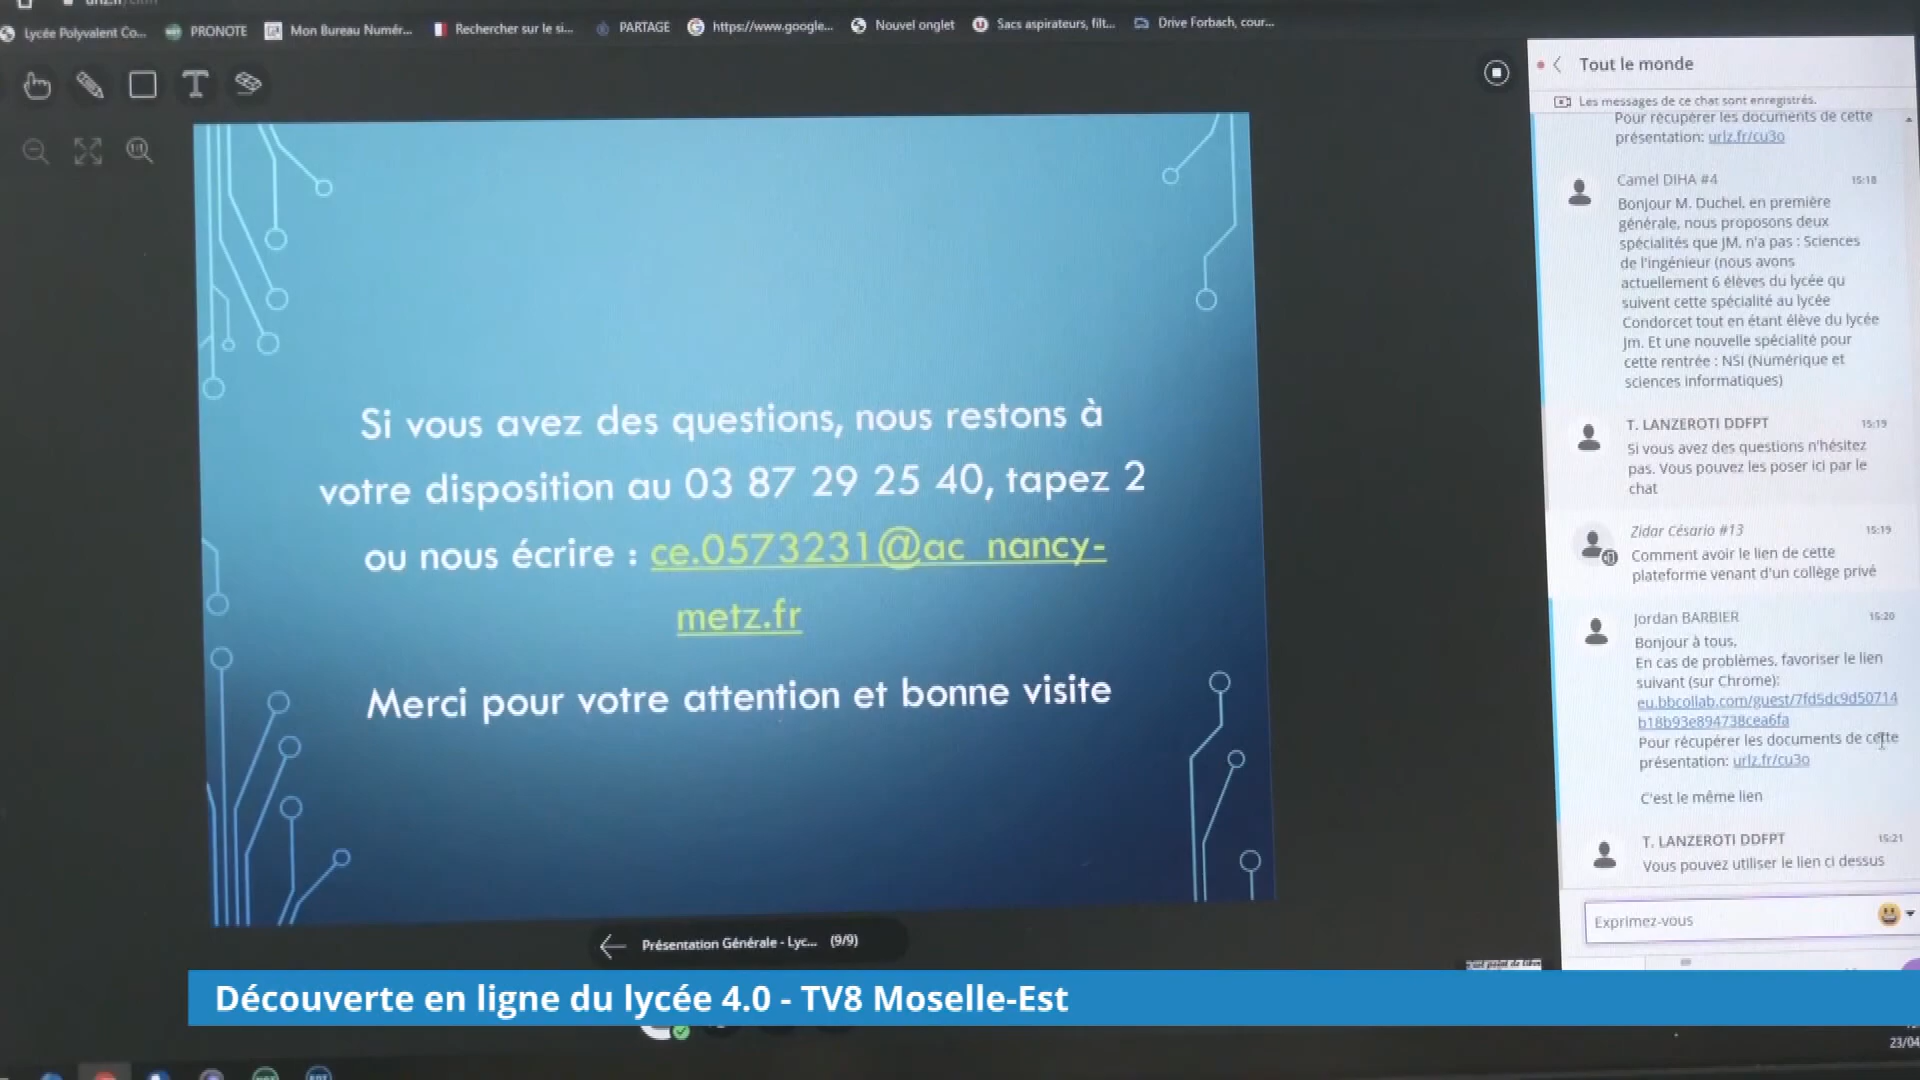 Lycée Polyvalent Co...
PRONOTE
Mon Bureau Numér...
Rechercher sur le si...
PARTAGE
https://www.google...
Nouvel onglet
Sacs aspirateurs, filt...
Drive Forbach, cour...
Si vous avez des questions, nous restons à
votre disposition au 03 87 29 25 40, tapez 2
ou nous écrire : ce.0573231@ac_nancy-
metz.fr
Merci pour votre attention et bonne visite
Présentation Générale - Lyc... (9/9)
Tout le monde
Les messages de ce chat sont enregistrés.
Pour récupérer les documents de cette
présentation: urlz.fr/cu3o
Camel DIHA #4 15:18
Bonjour M. Duchel, en première
générale, nous proposons deux
spécialités que JM, n'a pas : Sciences
de l'ingénieur (nous avons
actuellement 6 élèves du lycée qu
suivent cette spécialité au lycée
Condorcet tout en étant élève du lycée
Jm. Et une nouvelle spécialité pour
cette rentrée : NSI (Numérique et
sciences informatiques)
T. LANZEROTI DDFPT 15:19
Si vous avez des questions n'hésitez
pas. Vous pouvez les poser ici par le
chat
Zidar Césario #13 15:19
Comment avoir le lien de cette
plateforme venant d'un collège privé
Jordan BARBIER 15:20
Bonjour à tous,
En cas de problèmes, favoriser le lien
suivant (sur Chrome):
eu.bbcollab.com/guest/7fd5dc9d50714
b18b93e894738cea6fa
Pour récupérer les documents de cette
présentation: urlz.fr/cu3o
C'est le même lien
T. LANZEROTI DDFPT 15:21
Vous pouvez utiliser le lien ci dessus
Exprimez-vous
Découverte en ligne du lycée 4.0 - TV8 Moselle-Est
23/04